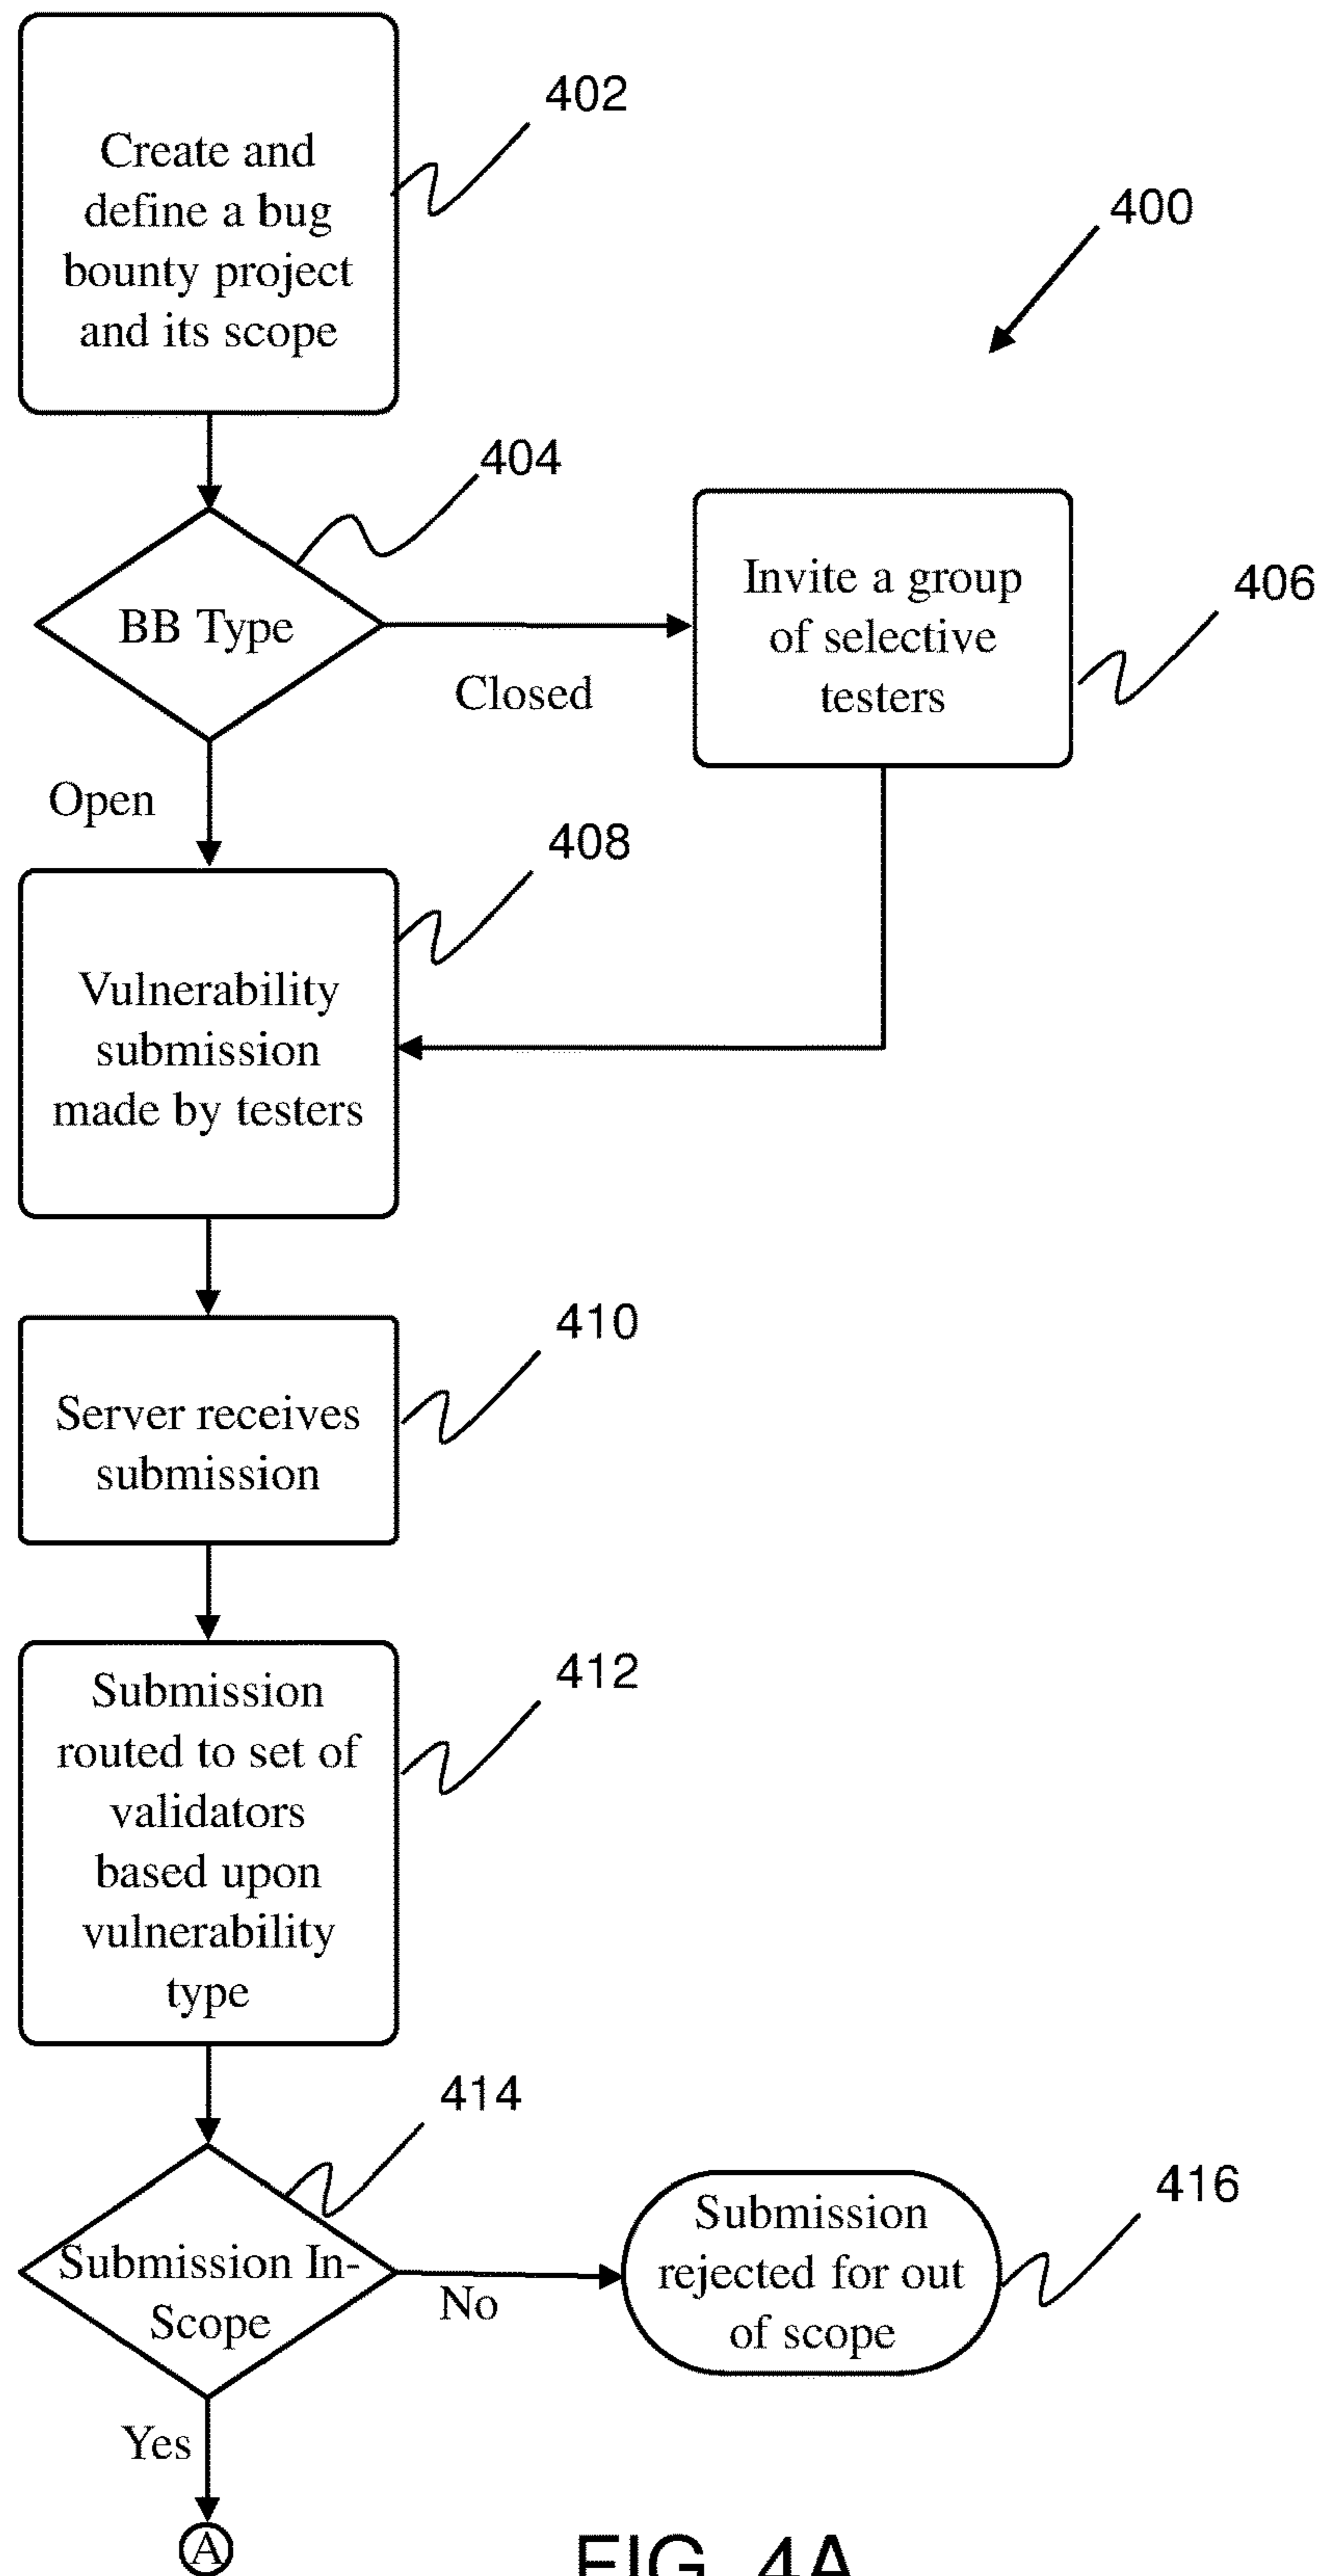 402
Create and
define a bug
bounty project
and its scope
400
404
BB Type
Closed
Invite a group
of selective
testers
406
Open
408
Vulnerability
submission
made by testers
410
Server receives
submission
412
Submission
routed to set of
validators
based upon
vulnerability
type
414
Submission In-
Scope
No
Submission
rejected for out
of scope
416
Yes
A
FIG. 4A